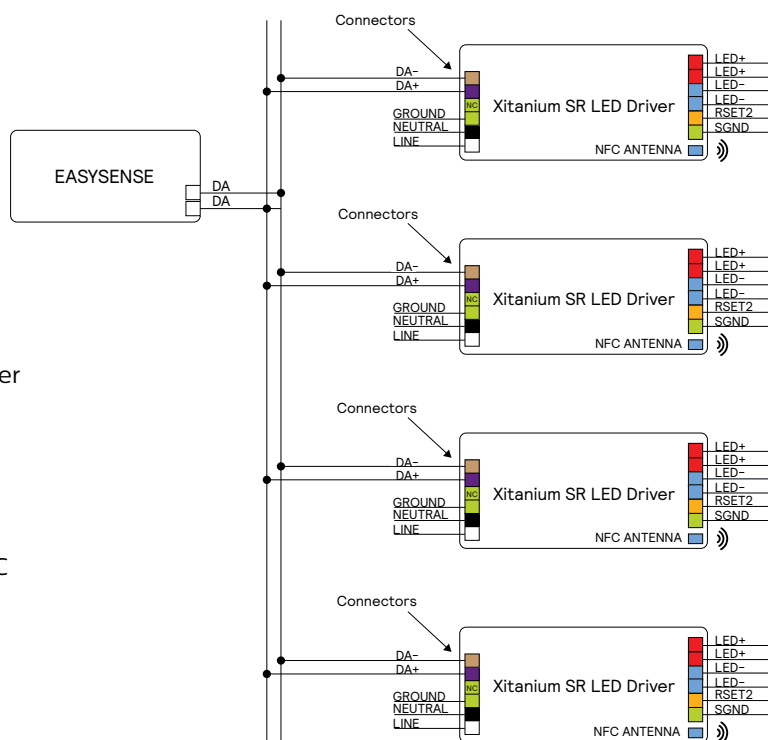 Connectors
DA-
DA+
NC
GROUND
NEUTRAL
LINE
Xitanium SR LED Driver
NFC ANTENNA
LED+
LED+
LED-
LED-
RSET2
SGND
EASYSENSE
DA
DA
Connectors
DA-
DA+
NC
GROUND
NEUTRAL
LINE
Xitanium SR LED Driver
NFC ANTENNA
LED+
LED+
LED-
LED-
RSET2
SGND
er
Connectors
DA-
DA+
NC
GROUND
NEUTRAL
LINE
Xitanium SR LED Driver
NFC ANTENNA
LED+
LED+
LED-
LED-
RSET2
SGND
C
Connectors
DA-
DA+
NC
GROUND
NEUTRAL
LINE
Xitanium SR LED Driver
NFC ANTENNA
LED+
LED+
LED-
LED-
RSET2
SGND